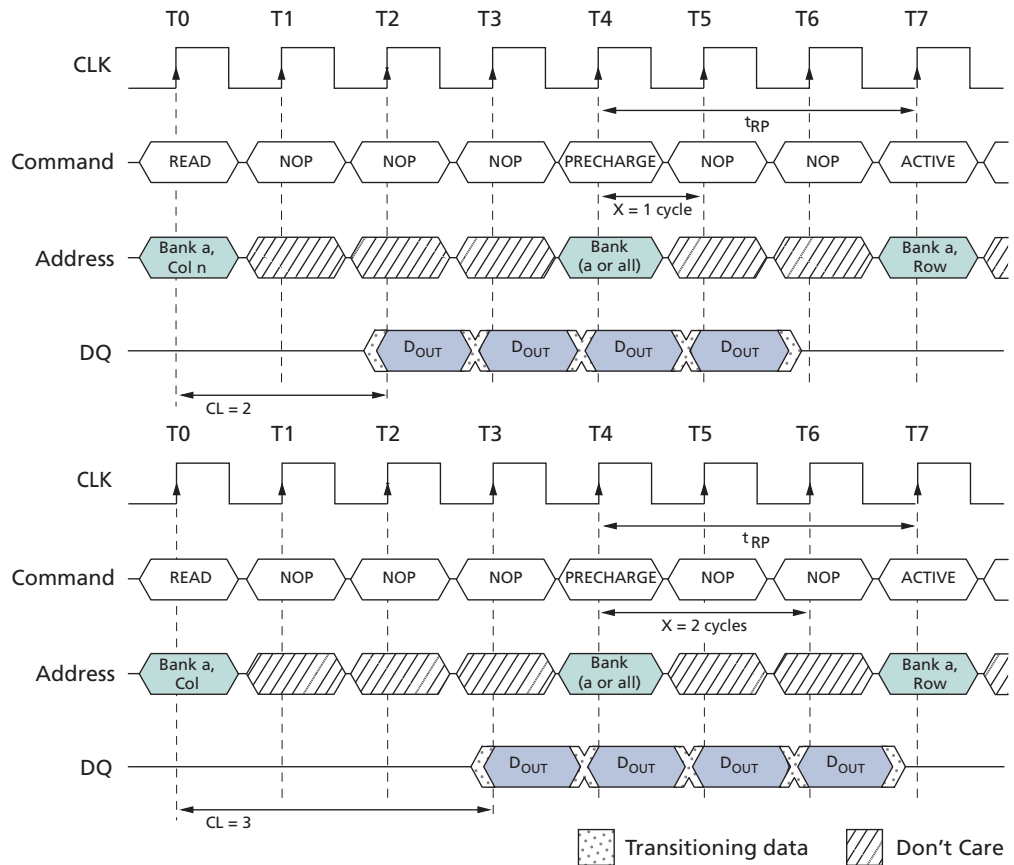 T0 T1 T2 T3 T4 T5 T6 T7
CLK
tRP
Command READ NOP NOP NOP PRECHARGE NOP NOP ACTIVE
X = 1 cycle
Address Bank a, Col n Bank (a or all) Bank a, Row
DQ DOUT DOUT DOUT DOUT
CL = 2
T0 T1 T2 T3 T4 T5 T6 T7
CLK
tRP
Command READ NOP NOP NOP PRECHARGE NOP NOP ACTIVE
X = 2 cycles
Address Bank a, Col Bank (a or all) Bank a, Row
DQ DOUT DOUT DOUT DOUT
CL = 3
Transitioning data Don't Care